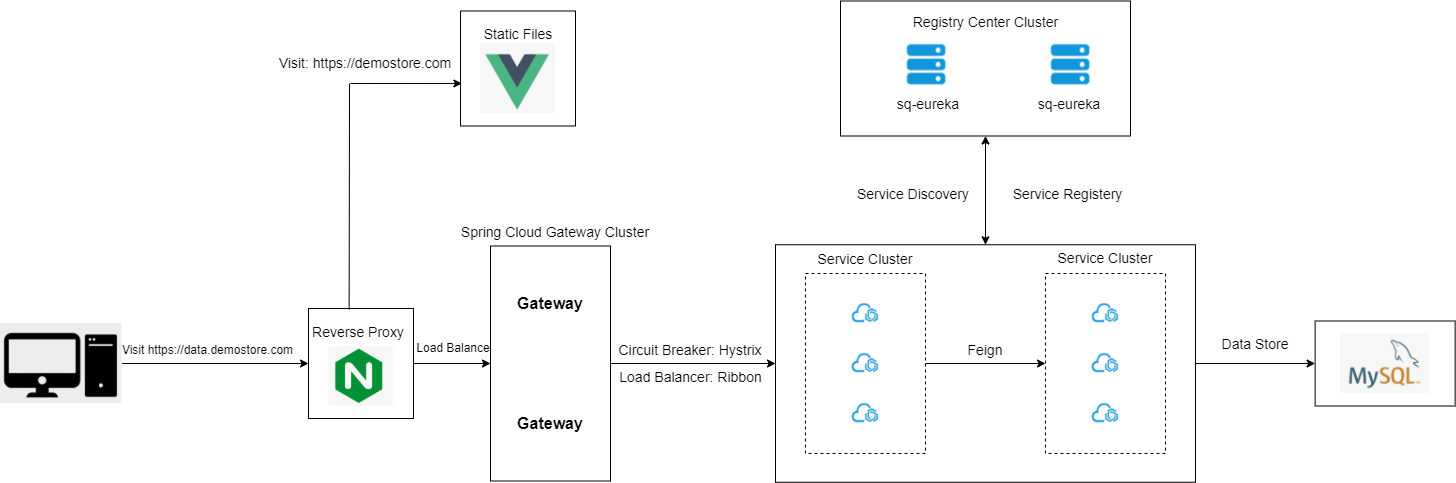 Static Files
Visit: https://demostore.com
Registry Center Cluster
sq-eureka
sq-eureka
Service Discovery
Service Registery
Spring Cloud Gateway Cluster
Gateway
Gateway
Visit https://data.demostore.com
Reverse Proxy
N
Load Balance
Circuit Breaker: Hystrix
Load Balancer: Ribbon
Service Cluster
Service Cluster
Feign
Data Store
MySQL